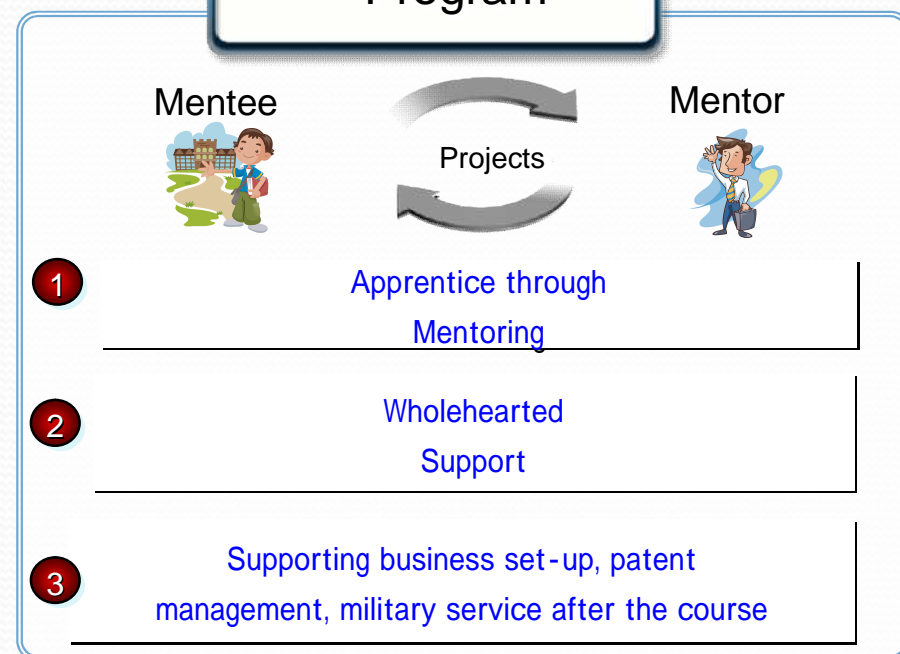 Program
Mentee
Mentor
Projects
1
Apprentice through
Mentoring
2
Wholehearted
Support
3
Supporting business set-up, patent
management, military service after the course